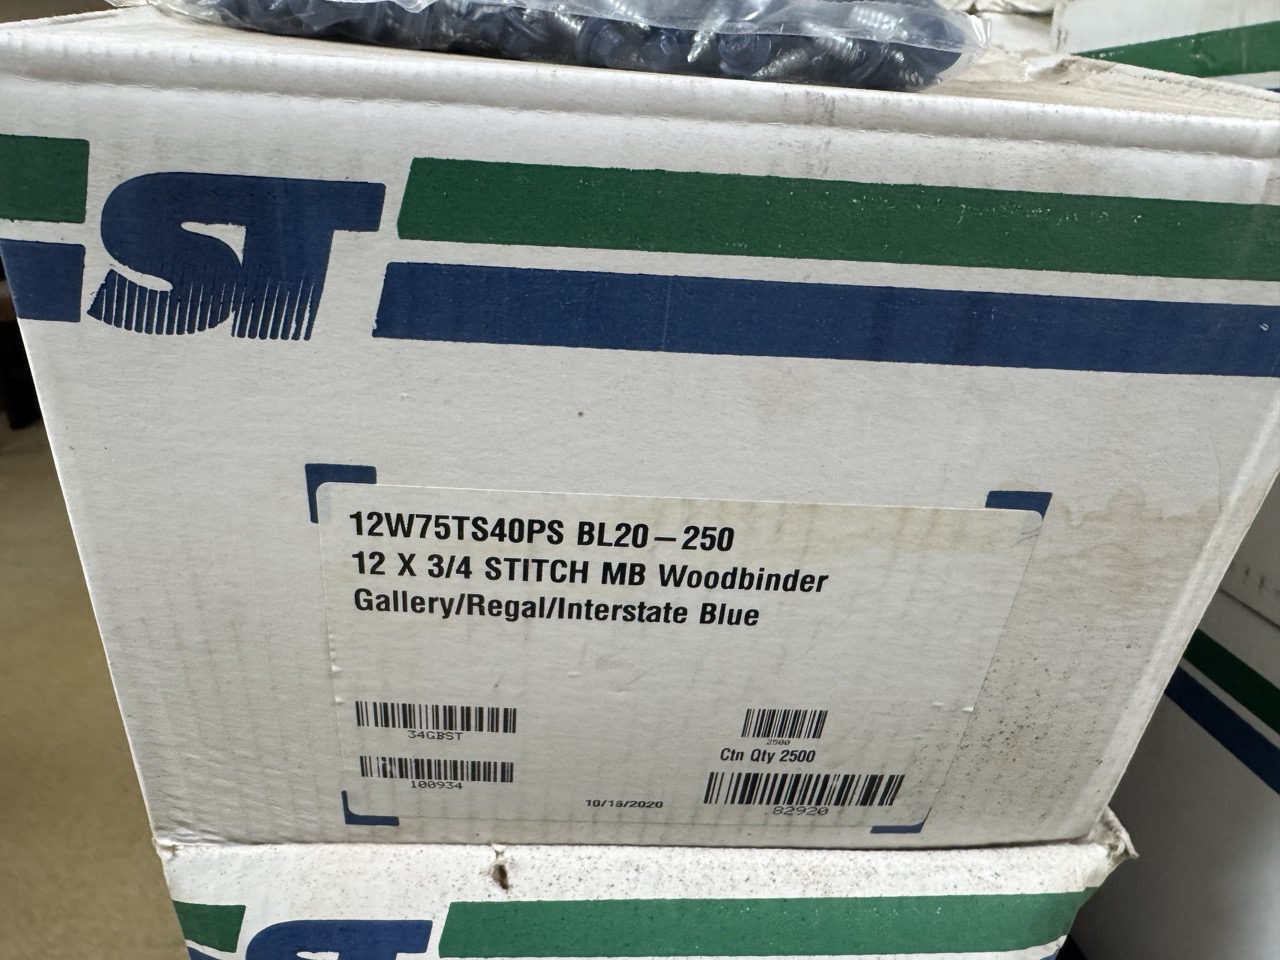 ST
12W75TS40PS BL20-250
12 X 3/4 STITCH MB Woodbinder
Gallery/Regal/Interstate Blue
34GBST
2500
Ctn Qty 2500
100934
10/16/2020
82920
ST